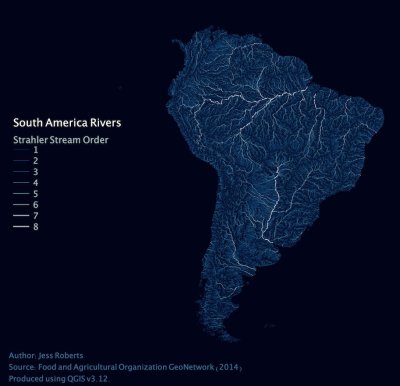 South America Rivers
Strahler Stream Order
1
2
3
4
5
6
7
8
Author: Jess Roberts
Source: Food and Agricultural Organization GeoNetwork (2014)
Produced using QGIS v3.12